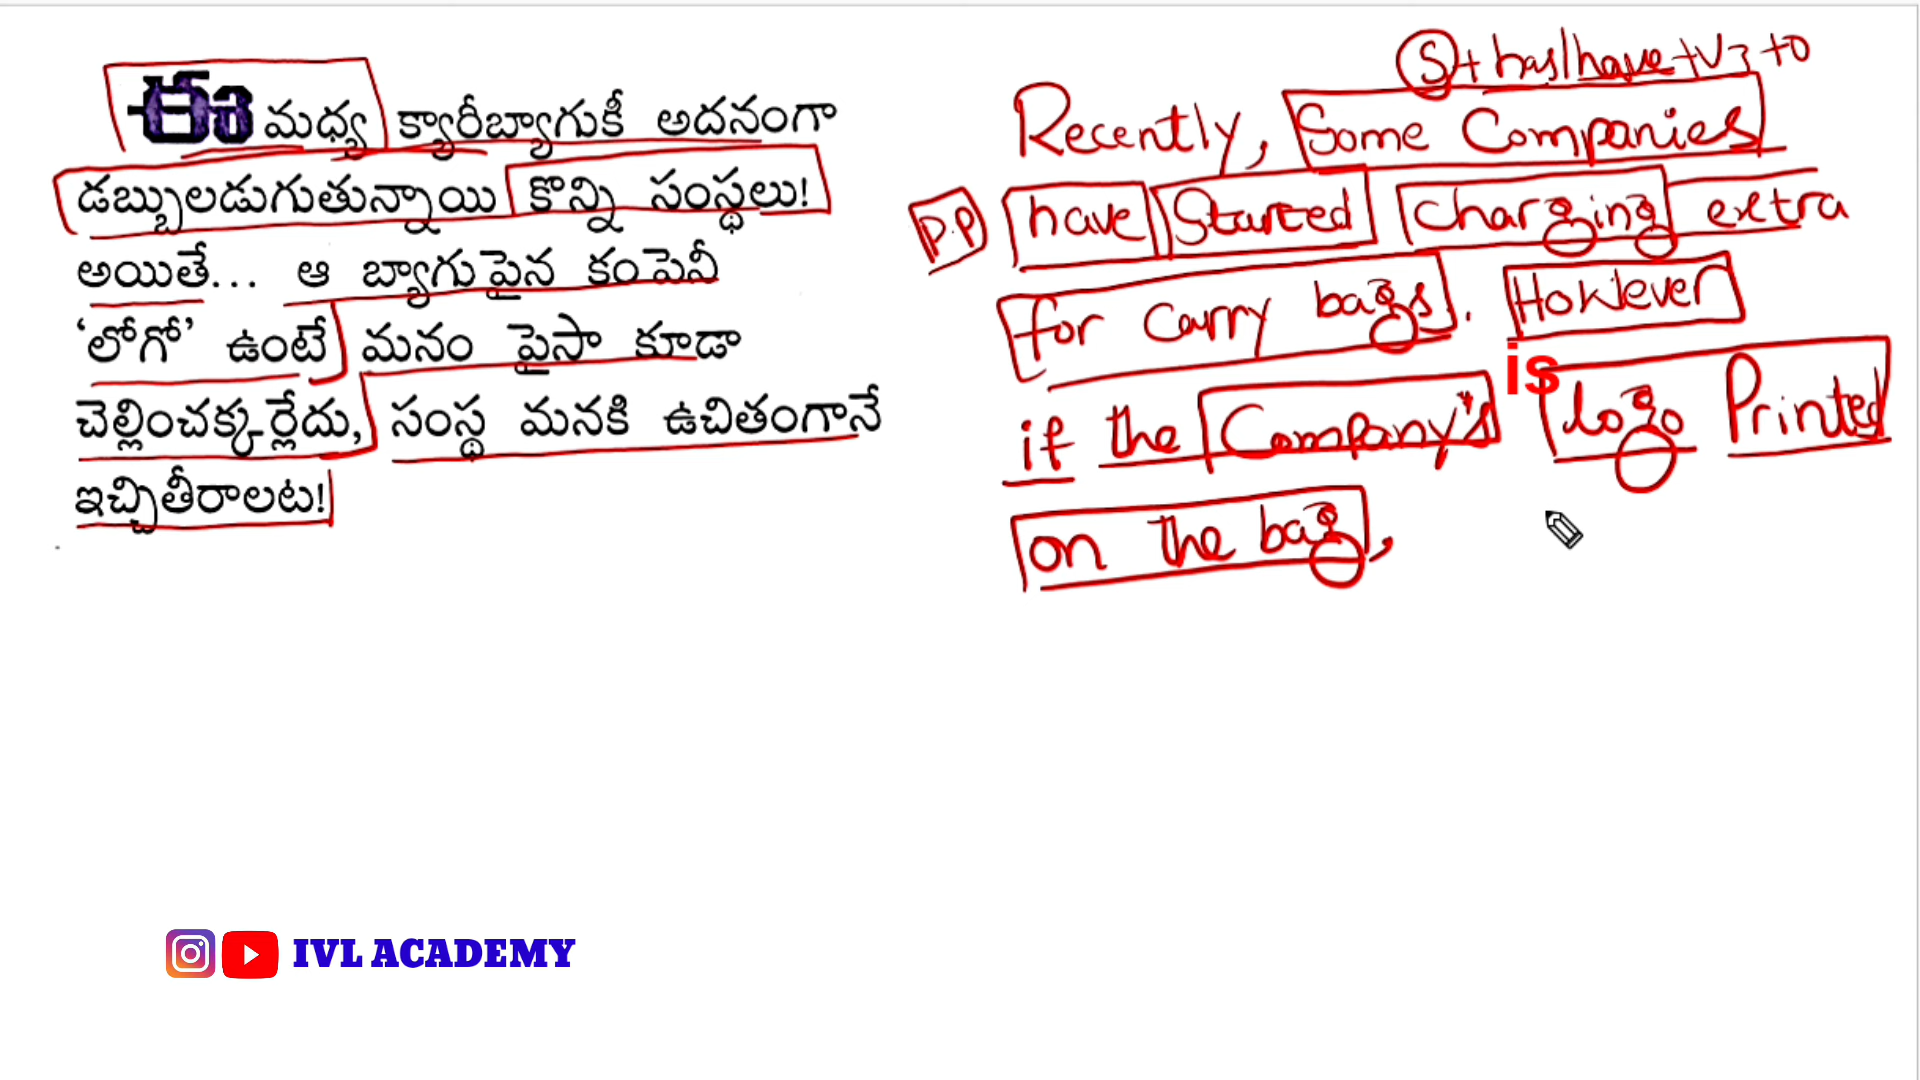 ఈ మధ్య క్యారీబ్యాగుకీ అదనంగా
డబ్బులడుగుతున్నాయి కొన్ని సంస్థలు!
అయితే... ఆ బ్యాగుపైన కంపెనీ
‘లోగో’ ఉంటే మనం పైసా కూడా
చెల్లించక్కర్లేదు, సంస్థ మనకి ఉచితంగానే
ఇచ్చితీరాలట!
S + has/have + V3 + O
Recently, Some Companies
P.P have Started charging extra
for carry bags. However
is
if the Company's logo Printed
on the bag,
IVL ACADEMY